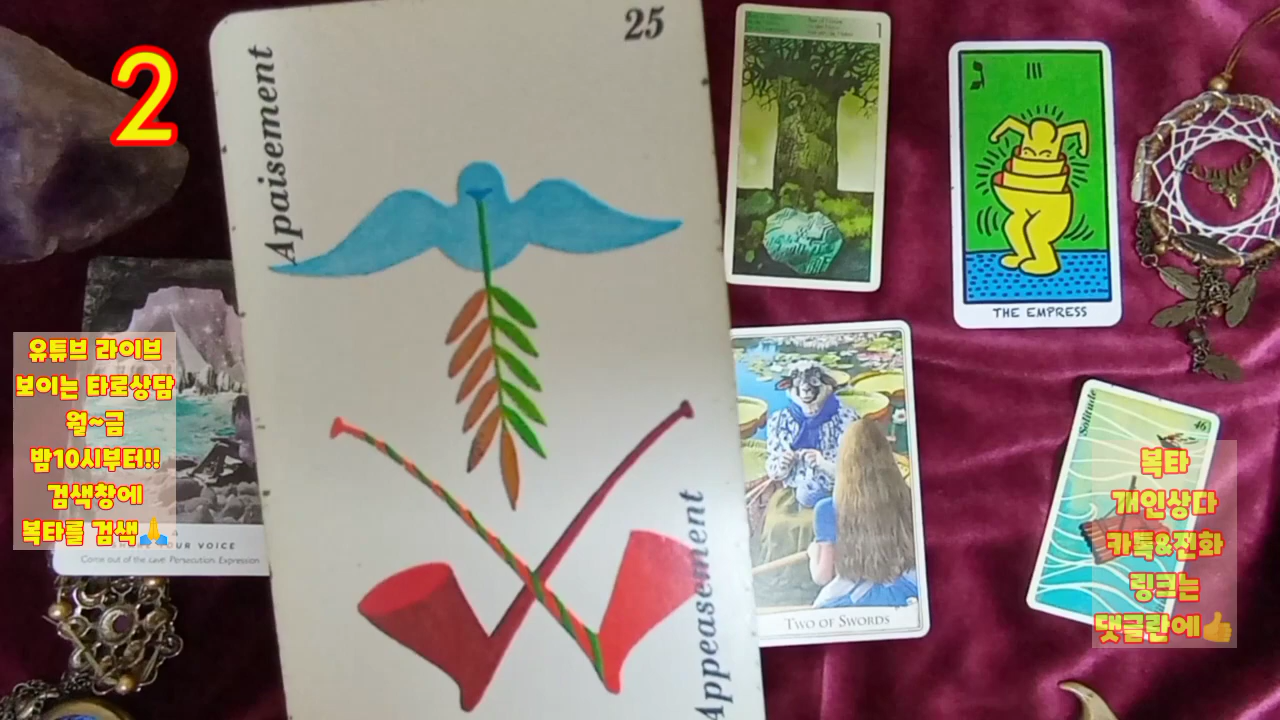 2
Apaisement
25
Appeasement
1
ג
III
THE EMPRESS
TWO OF SWORDS
Solitude
46
YOUR VOICE
Come out of the cave. Persecution. Expression.
유튜브 라이브
보이는 타로상담
월~금
밤10시부터!!
검색창에
복타를 검색🙏
복타
개인상다
카톡&전화
링크는
댓글란에👍